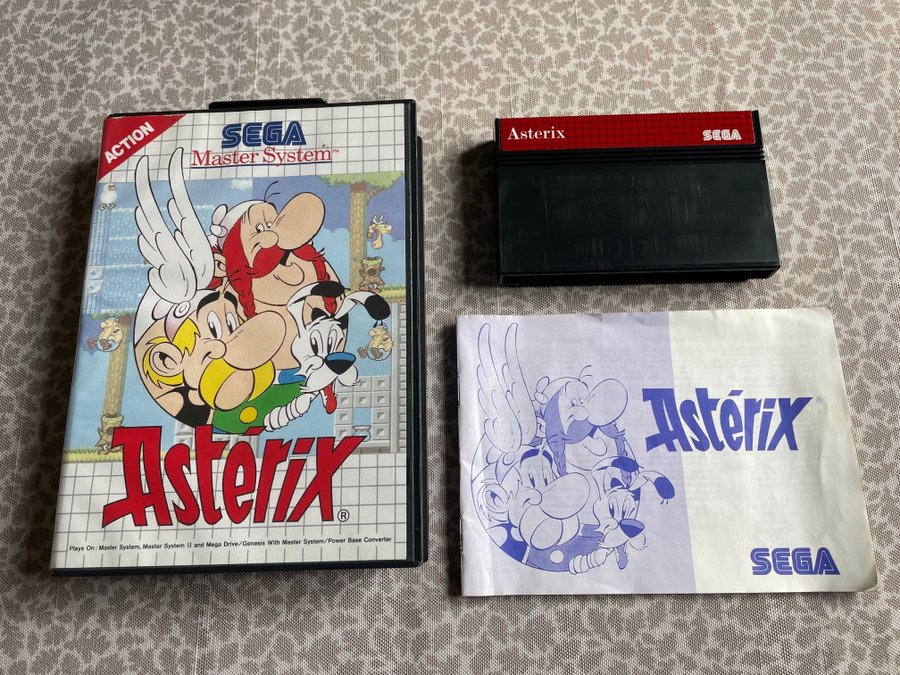 ACTION
SEGA
Master System™
Asterix®
Plays On : Master System, Master System II and Mega Drive/Genesis With Master System/Power Base Converter
Asterix
SEGA
Astérix®
SEGA